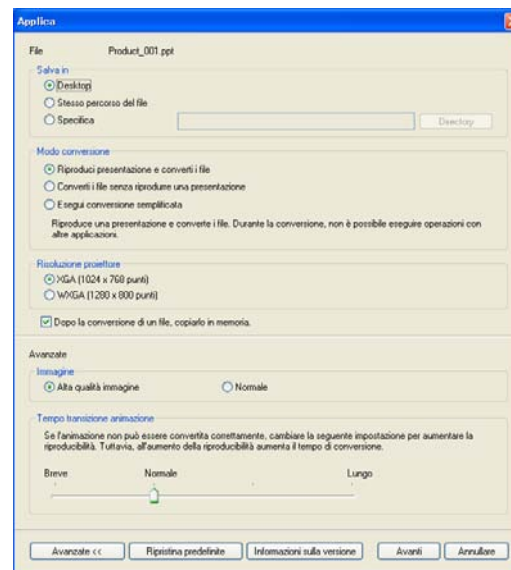 Applica
File Product_001.ppt
Salva in
Desktop
Stesso percorso del file
Specifica Directory
Modo conversione
Riproduci presentazione e converti i file
Converti i file senza riprodurre una presentazione
Esegui conversione semplificata
Riproduce una presentazione e converte i file. Durante la conversione, non è possibile eseguire operazioni con
altre applicazioni.
Risoluzione proiettore
XGA (1024 x 768 punti)
WXGA (1280 x 800 punti)
Dopo la conversione di un file, copiarlo in memoria.
Avanzate
Immagine
Alta qualità immagine Normale
Tempo transizione animazione
Se l'animazione non può essere convertita correttamente, cambiare la seguente impostazione per aumentare la
riproducibilità. Tuttavia, all'aumento della riproducibilità aumenta il tempo di conversione.
Breve Normale Lungo
Avanzate << Ripristina predefinite Informazioni sulla versione Avanti Annullare